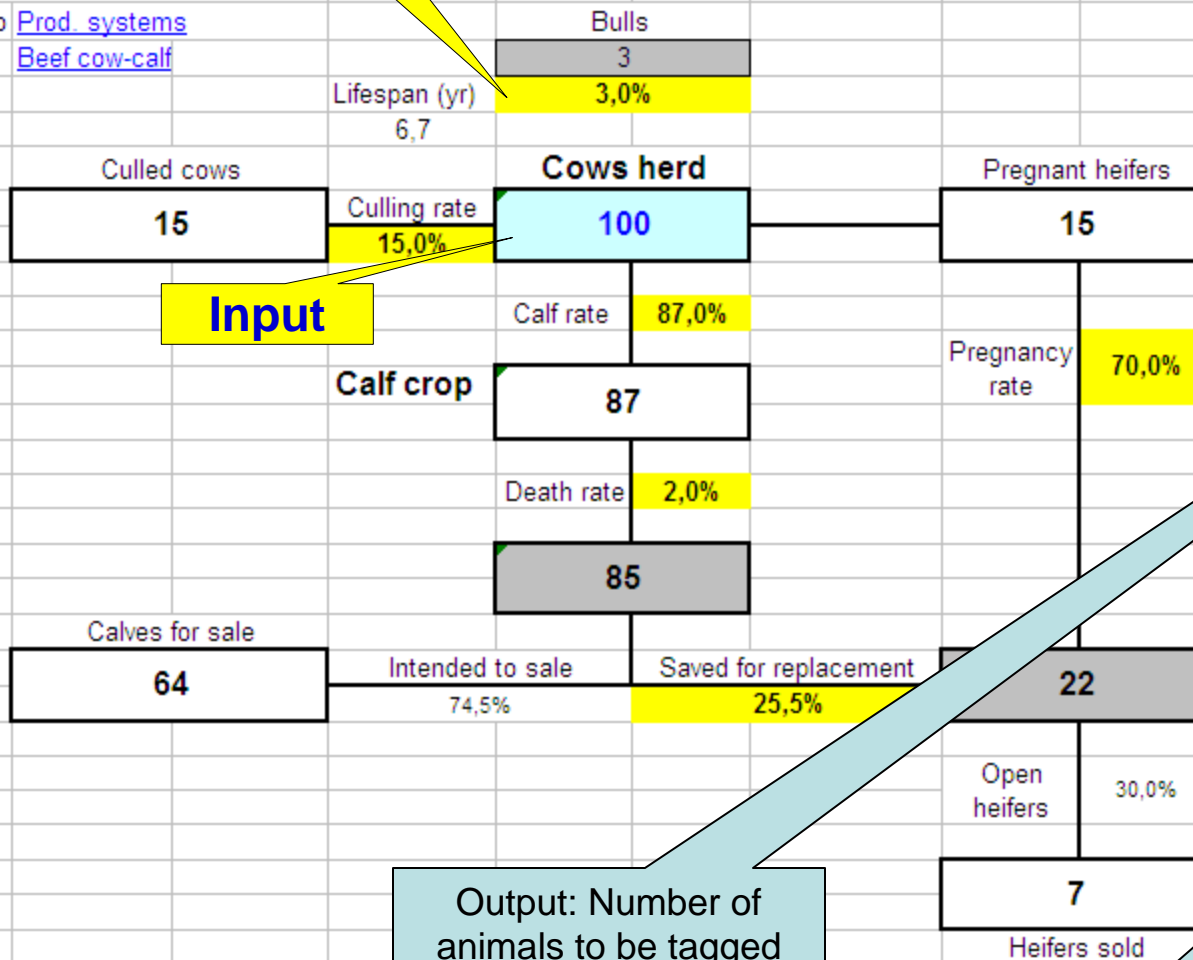 o Prod. systems
Bulls
Beef cow-calf
3
Lifespan (yr)
3,0%
6,7
Culled cows
Cows herd
Pregnant heifers
15
Culling rate
100
15
15,0%
Input
Calf rate
87,0%
Calf crop
87
Pregnancy
rate
70,0%
Death rate
2,0%
85
Calves for sale
64
Intended to sale
Saved for replacement
22
74,5%
25,5%
Open
heifers
30,0%
Output: Number of
animals to be tagged
7
Heifers sold